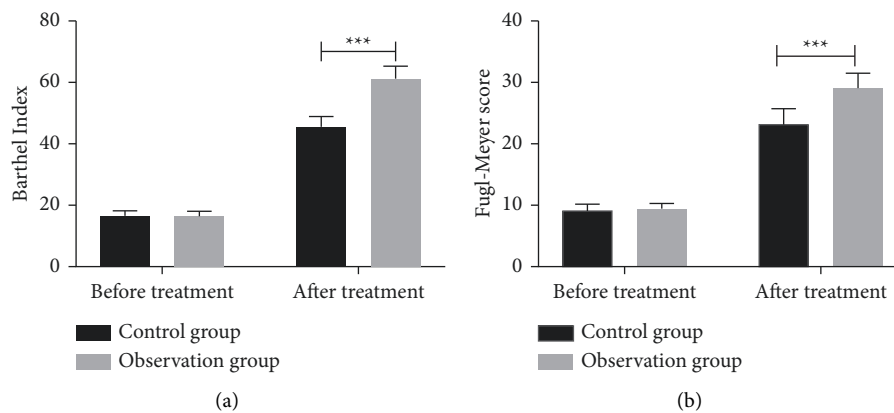 80
60
40
20
0
Barthel Index
***
Before treatment
After treatment
Control group
Observation group
(a)
40
30
20
10
0
Fugl-Meyer score
***
Before treatment
After treatment
Control group
Observation group
(b)